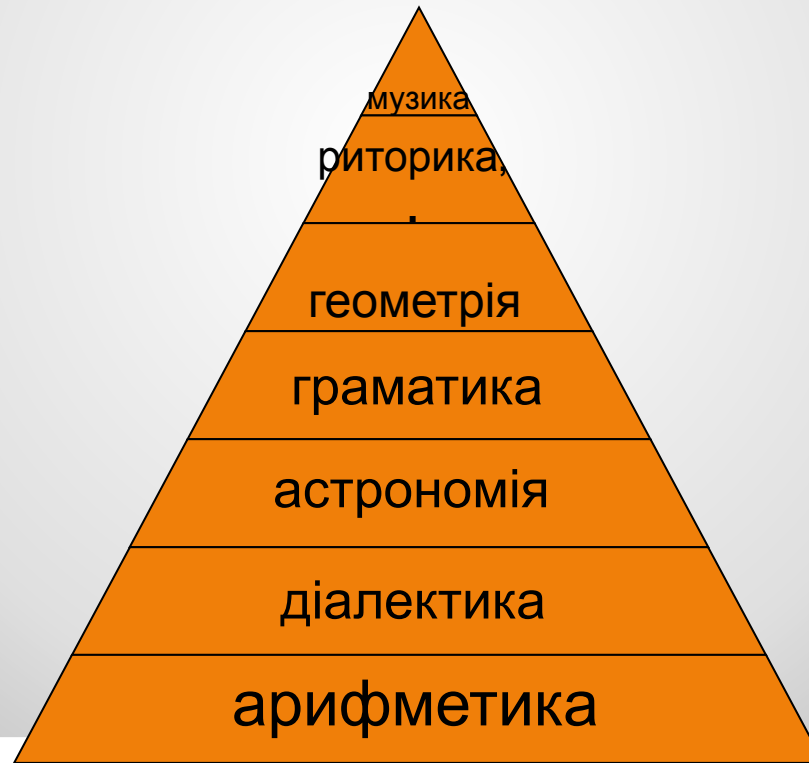 музика
риторика,
геометрія
граматика
астрономія
діалектика
арифметика